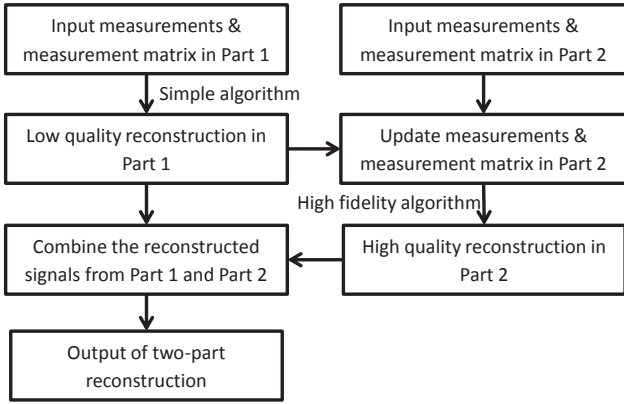 Input measurements &
measurement matrix in Part 1
Input measurements &
measurement matrix in Part 2
Simple algorithm
Low quality reconstruction in
Part 1
Update measurements &
measurement matrix in Part 2
High fidelity algorithm
Combine the reconstructed
signals from Part 1 and Part 2
High quality reconstruction in
Part 2
Output of two-part
reconstruction